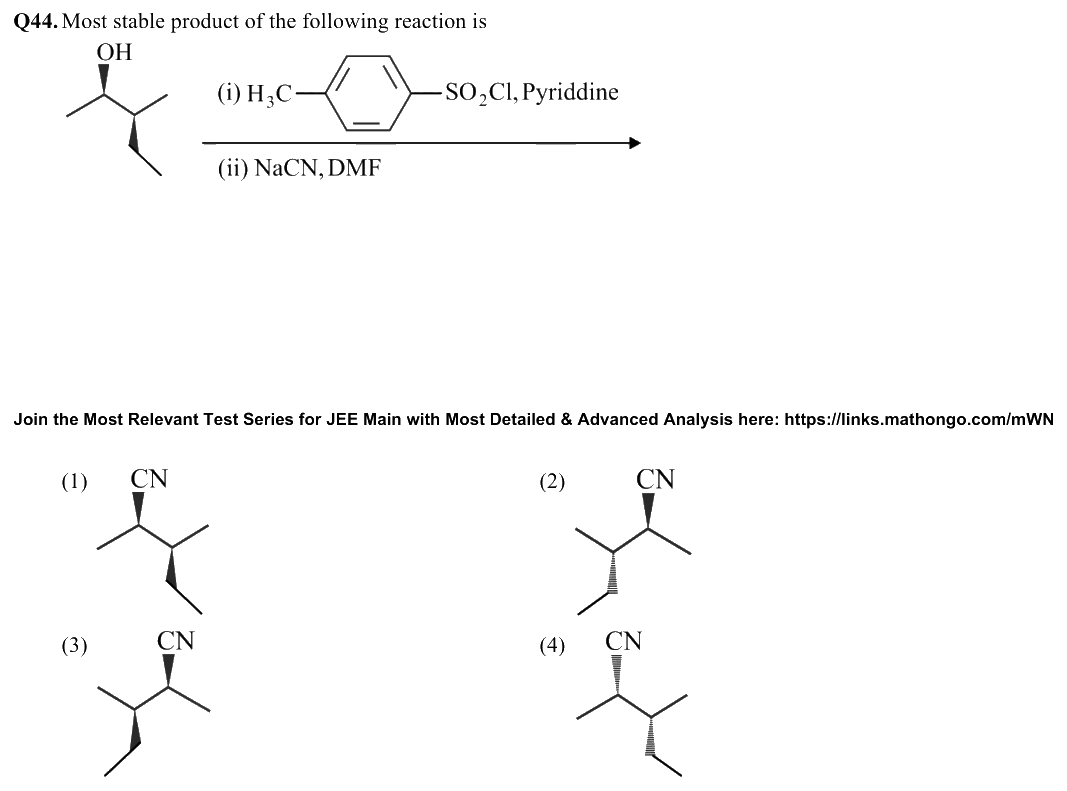 Q44. Most stable product of the following reaction is
OH
(i) H₃C
SO₂Cl, Pyriddine
(ii) NaCN, DMF
Join the Most Relevant Test Series for JEE Main with Most Detailed & Advanced Analysis here: https://links.mathongo.com/mWN
(1) CN
(2) CN
(3) CN
(4) CN